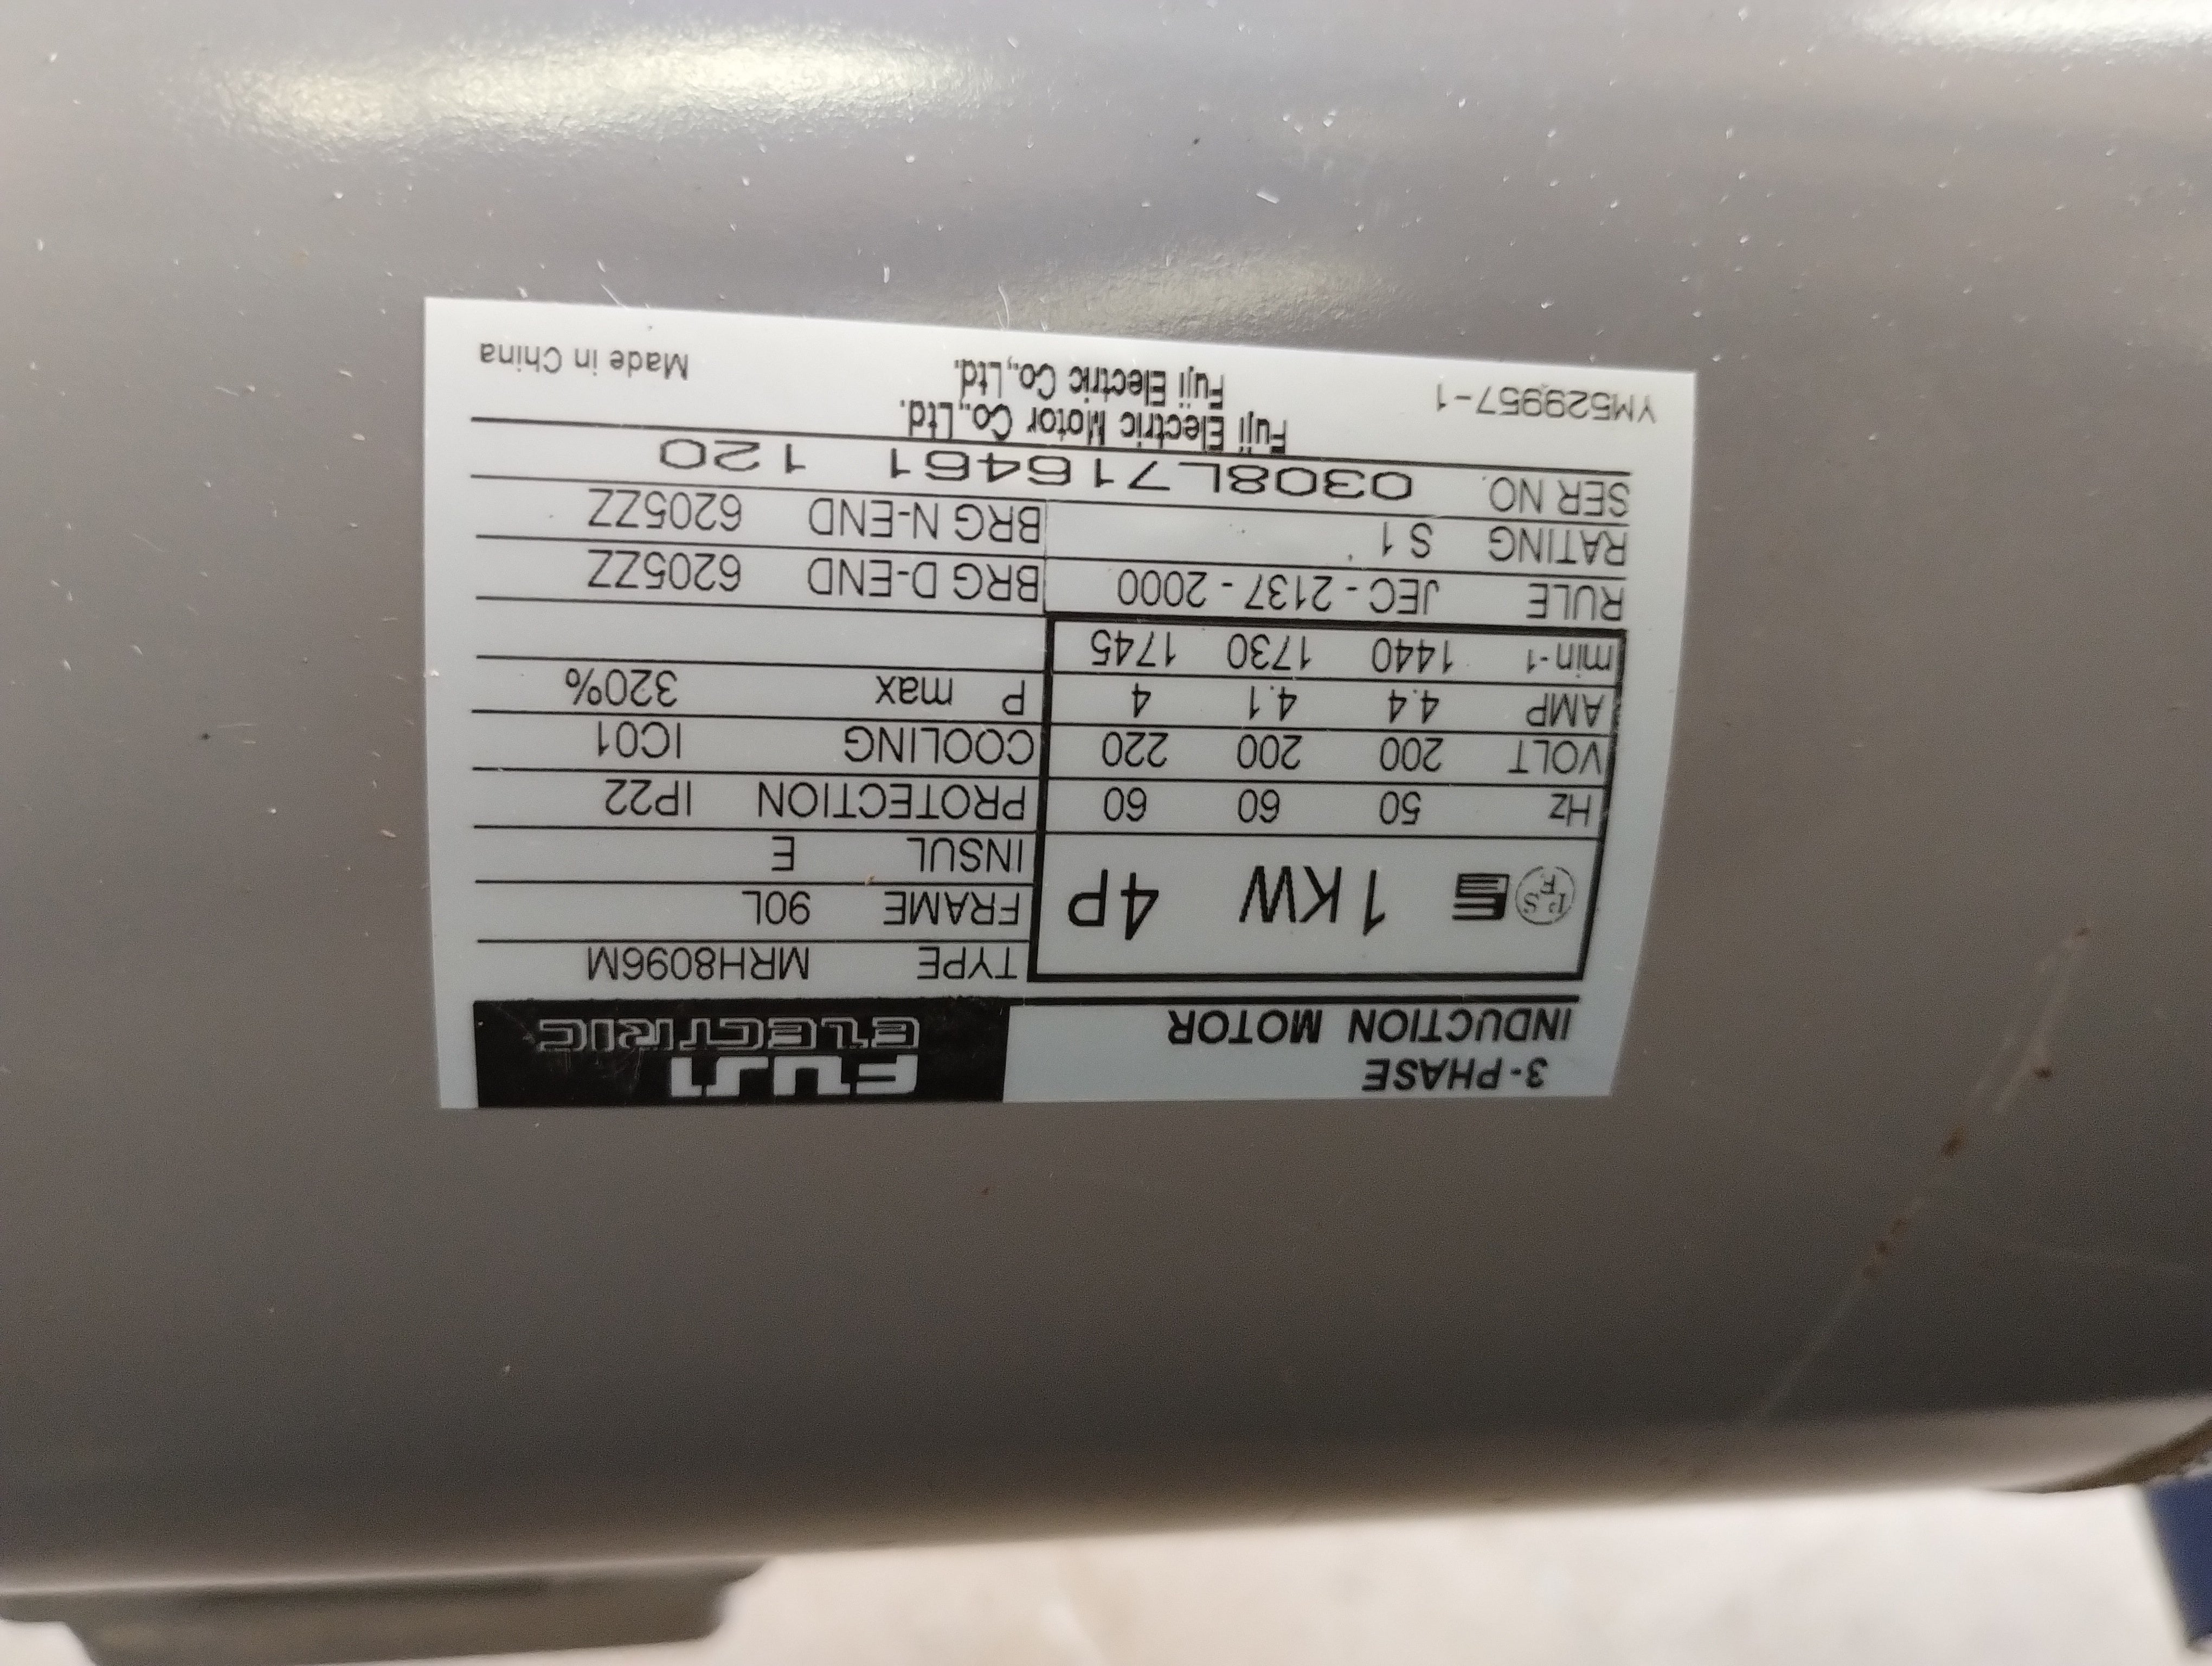 3-PHASE
INDUCTION MOTOR
FUJI
ELECTRIC
PS
E
1KW 4P
Hz 50 60 60
VOLT 200 200 220
AMP 4.4 4.1 4
min-1 1440 1730 1745
TYPE MRH8096M
FRAME 90L
INSUL E
PROTECTION IP22
COOLING IC01
P max 320%
RULE JEC-2137-2000
BRG D-END 6205ZZ
RATING S1
BRG N-END 6205ZZ
SER NO. 0308L716461 120
Fuji Electric Motor Co.,Ltd.
Fuji Electric Co.,Ltd.
YM529957-1
Made in China